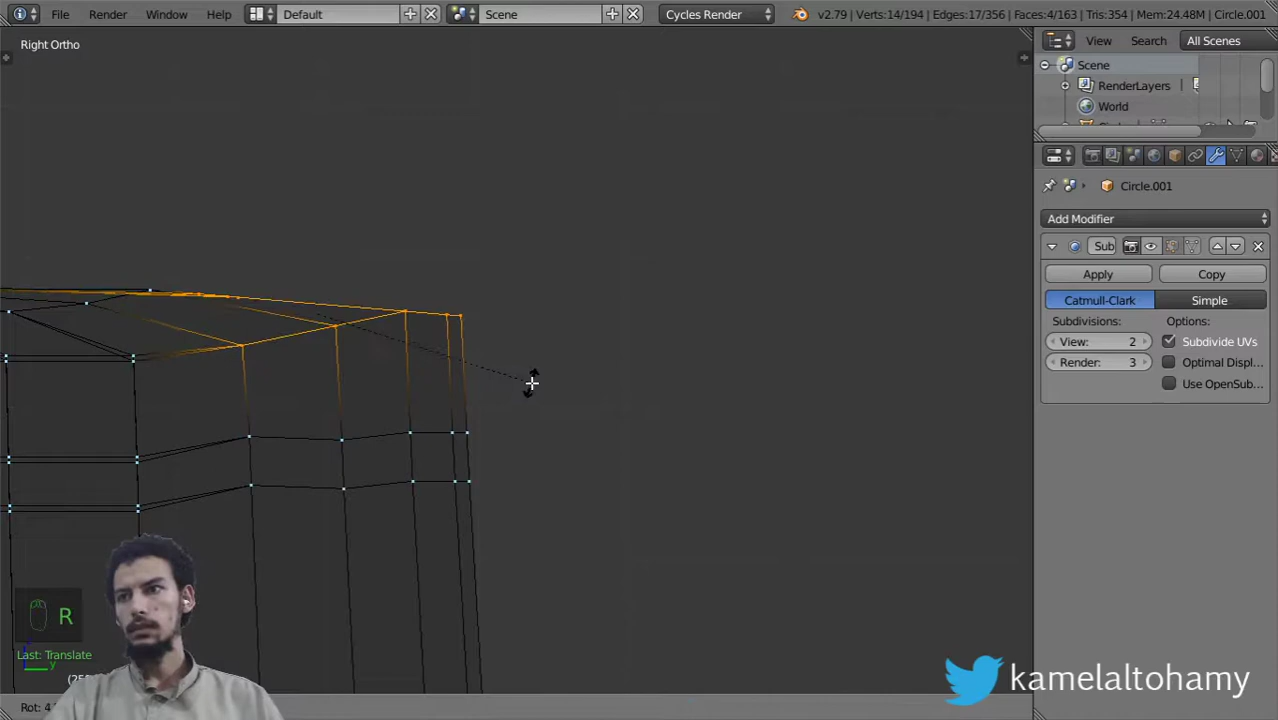 File Render Window Help Default Scene Cycles Render v2.79 | Verts:14/194 | Edges:17/356 | Faces:4/163 | Tris:354 | Mem:24.48M | Circle.001
Right Ortho
View Search All Scenes
Scene
RenderLayers
World
Circle.001
Add Modifier
Sub
Apply Copy
Catmull-Clark Simple
Subdivisions: Options:
View: 2 Subdivide UVs
Render: 3 Optimal Displ...
Use OpenSub...
R
Last: Translate
y
Rot: 4
kamelaltohamy